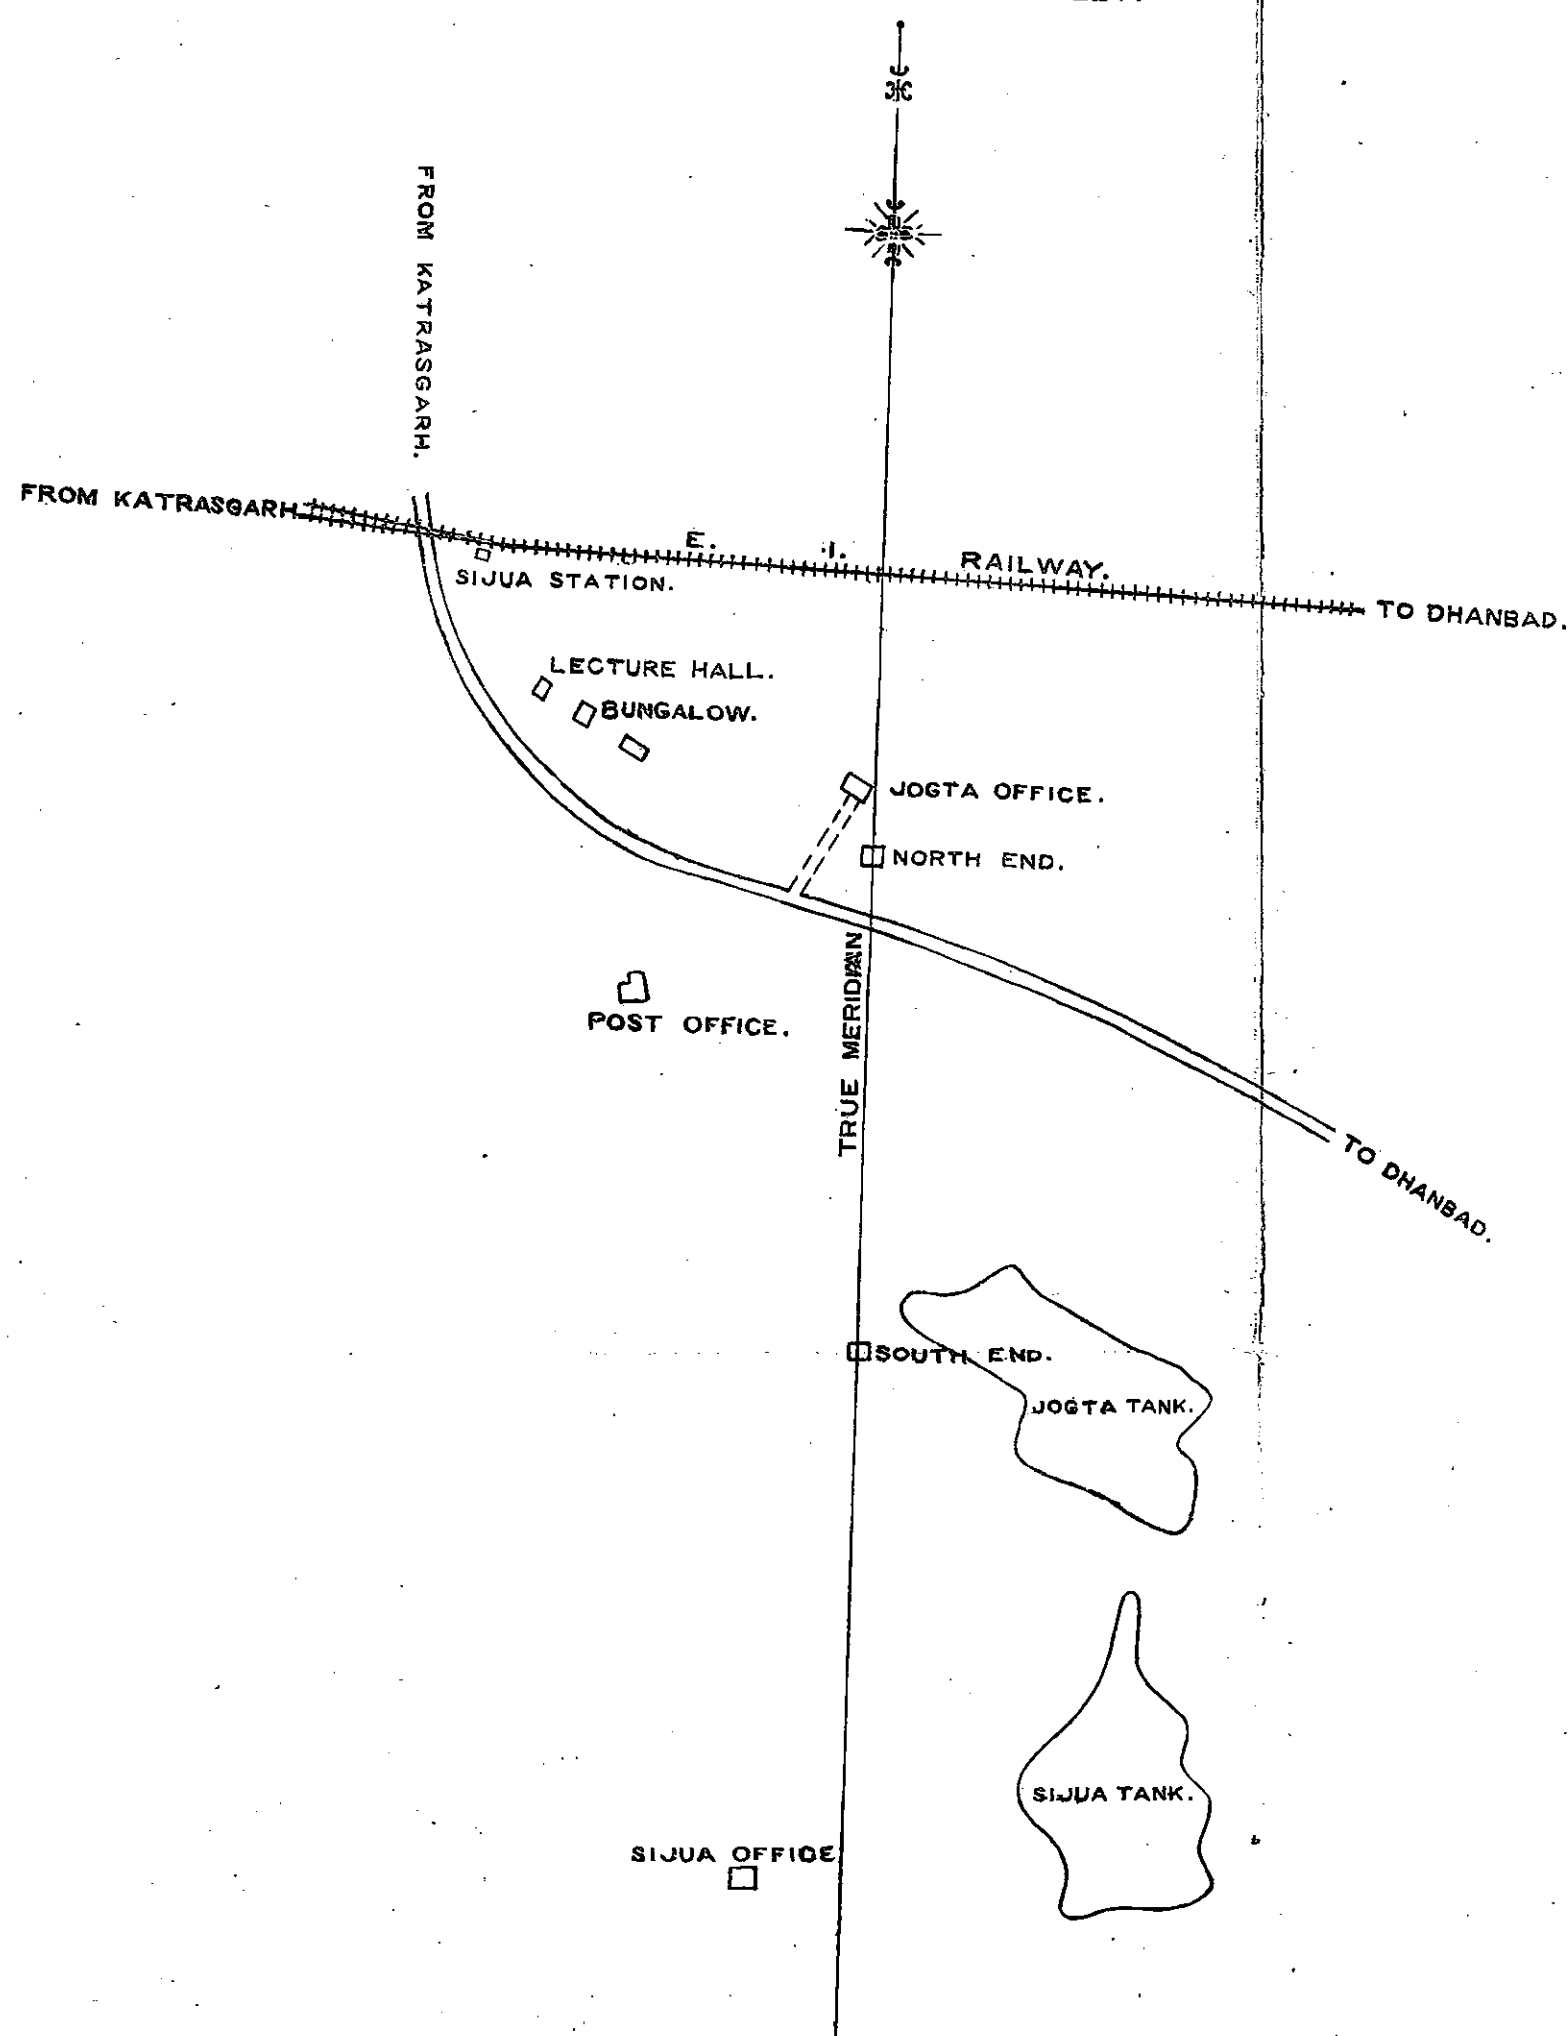 FROM KATRASGARH.
FROM KATRASGARH.
E. I. RAILWAY.
TO DHANBAD.
SIJUA STATION.
LECTURE HALL.
BUNGALOW.
JOGTA OFFICE.
NORTH END.
TRUE MERIDIAN
POST OFFICE.
TO DHANBAD.
SOUTH END.
JOGTA TANK.
SIJUA TANK.
SIJUA OFFICE